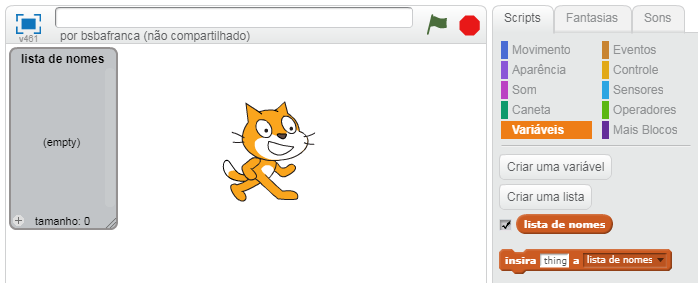 v461
por bsbafranca (não compartilhado)
lista de nomes
(empty)
+ tamanho: 0
Scripts Fantasias Sons
Movimento Eventos
Aparência Controle
Som Sensores
Caneta Operadores
Variáveis Mais Blocos
Criar uma variável
Criar uma lista
lista de nomes
insira thing a lista de nomes